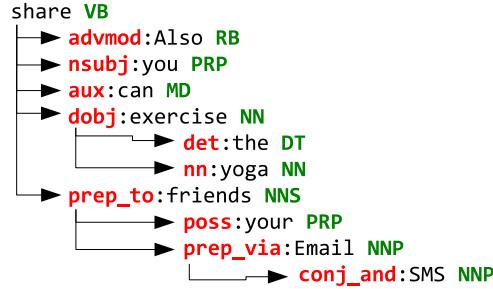 share VB
advmod:Also RB
nsubj:you PRP
aux:can MD
dobj:exercise NN
det:the DT
nn:yoga NN
prep_to:friends NNS
poss:your PRP
prep_via:Email NNP
conj_and:SMS NNP